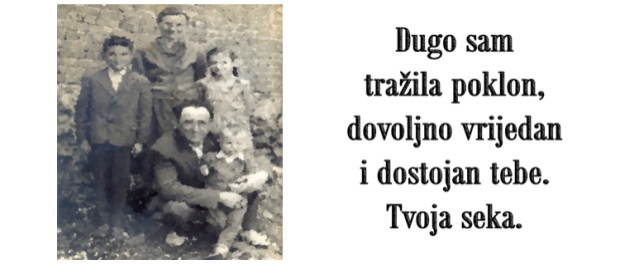 Dugo sam
tražila poklon,
dovoljno vrijedan
i dostojan tebe.
Tvoja seka.